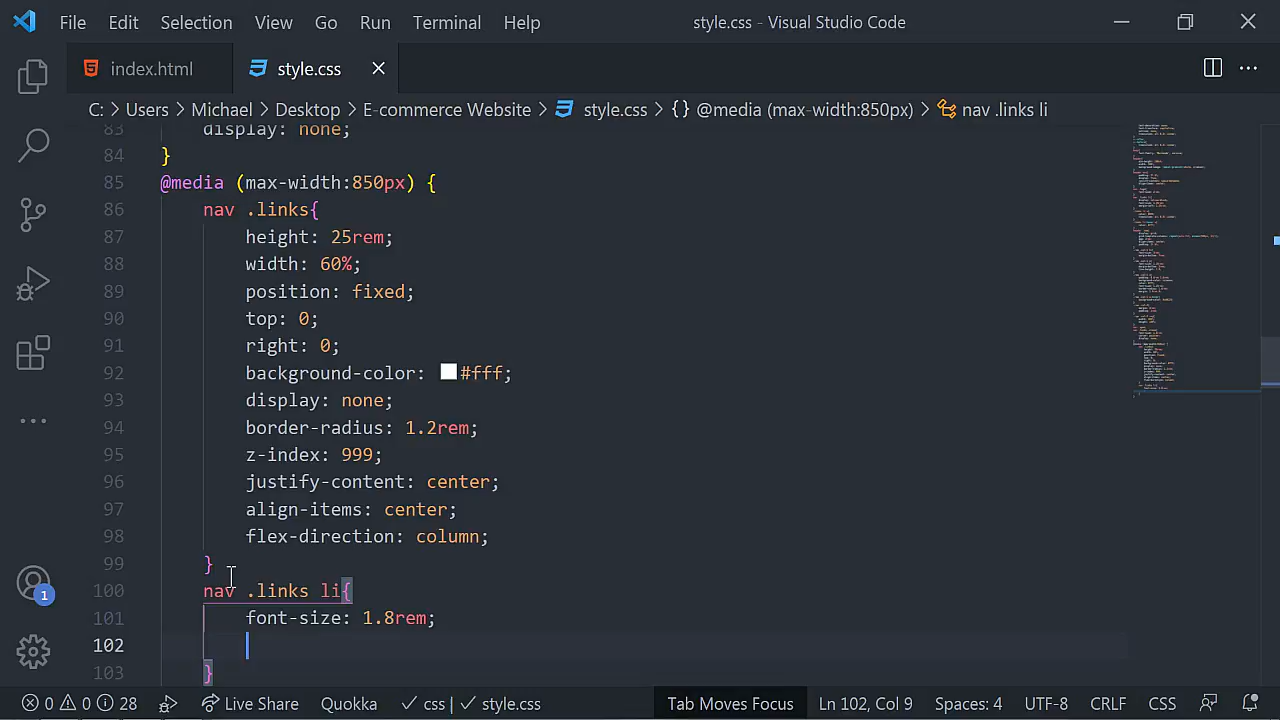 File Edit Selection View Go Run Terminal Help style.css - Visual Studio Code
index.html style.css
C: > Users > Michael > Desktop > E-commerce Website > style.css > {} @media (max-width:850px) > nav .links li
83 display: none;
84 }
85 @media (max-width:850px) {
86 nav .links{
87 height: 25rem;
88 width: 60%;
89 position: fixed;
90 top: 0;
91 right: 0;
92 background-color: #fff;
93 display: none;
94 border-radius: 1.2rem;
95 z-index: 999;
96 justify-content: center;
97 align-items: center;
98 flex-direction: column;
99 }
100 nav .links li{
101 font-size: 1.8rem;
102
103 }
1
0 0 28 Live Share Quokka css | style.css Tab Moves Focus Ln 102, Col 9 Spaces: 4 UTF-8 CRLF CSS